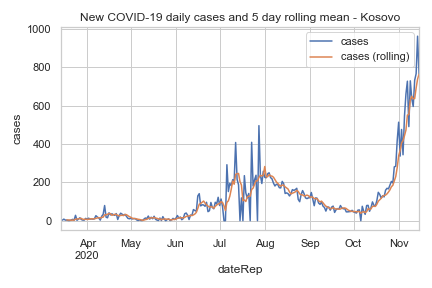 New COVID-19 daily cases and 5 day rolling mean - Kosovo
cases
cases (rolling)
1000
800
600
400
200
0
cases
Apr May Jun Jul Aug Sep Oct Nov
2020
dateRep